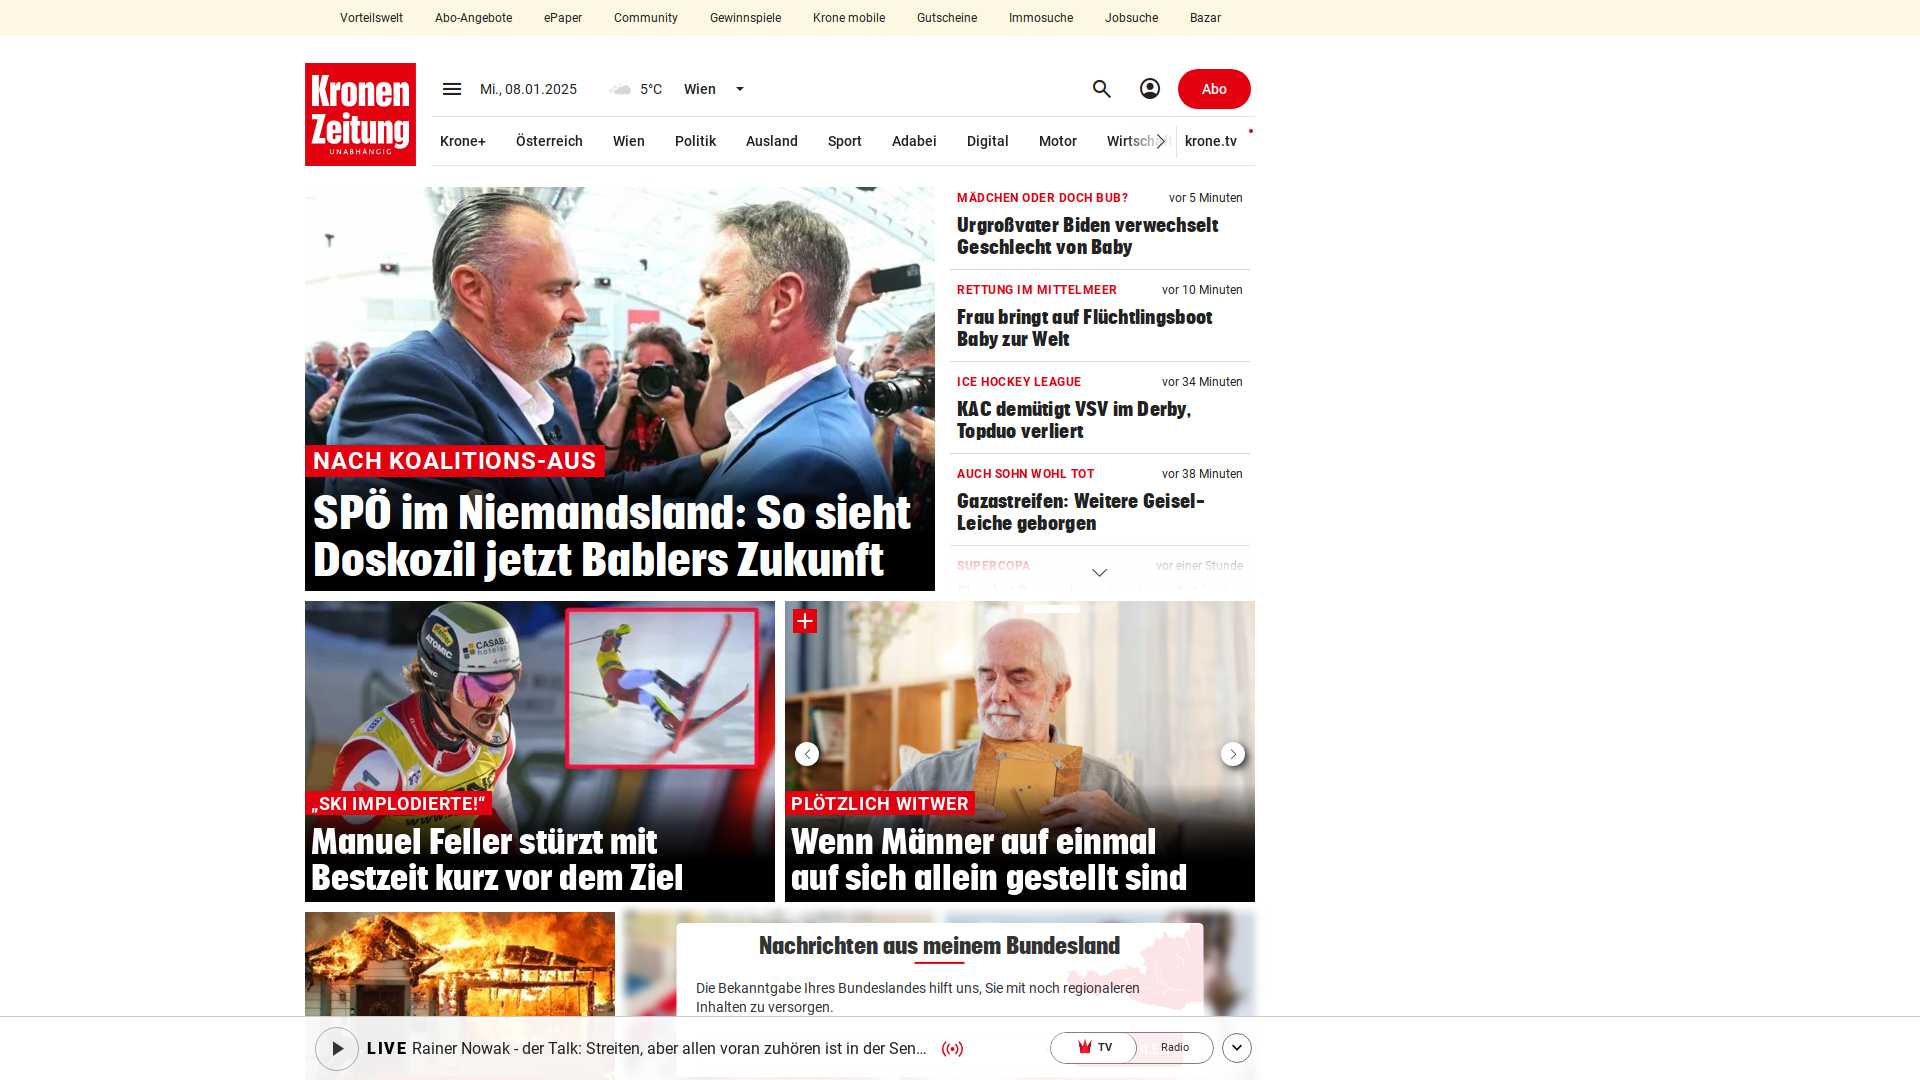 Vorteilswelt Abo-Angebote ePaper Community Gewinnspiele Krone mobile Gutscheine Immosuche Jobsuche Bazar
Kronen
Zeitung
UNABHÄNGIG
Mi., 08.01.2025 5°C Wien
Abo
Krone+ Österreich Wien Politik Ausland Sport Adabei Digital Motor Wirtschaft krone.tv
NACH KOALITIONS-AUS
SPÖ im Niemandsland: So sieht
Doskozil jetzt Bablers Zukunft
MÄDCHEN ODER DOCH BUB? vor 5 Minuten
Urgroßvater Biden verwechselt
Geschlecht von Baby
RETTUNG IM MITTELMEER vor 10 Minuten
Frau bringt auf Flüchtlingsboot
Baby zur Welt
ICE HOCKEY LEAGUE vor 34 Minuten
KAC demütigt VSV im Derby,
Topduo verliert
AUCH SOHN WOHL TOT vor 38 Minuten
Gazastreifen: Weitere Geisel-
Leiche geborgen
SUPERCOPA vor einer Stunde
ATOMIC
CASABLANCA
„SKI IMPLODIERTE!“
Manuel Feller stürzt mit
Bestzeit kurz vor dem Ziel
PLÖTZLICH WITWER
Wenn Männer auf einmal
auf sich allein gestellt sind
Nachrichten aus meinem Bundesland
Die Bekanntgabe Ihres Bundeslandes hilft uns, Sie mit noch regionaleren
Inhalten zu versorgen.
LIVE Rainer Nowak - der Talk: Streiten, aber allen voran zuhören ist in der Sen...
TV Radio